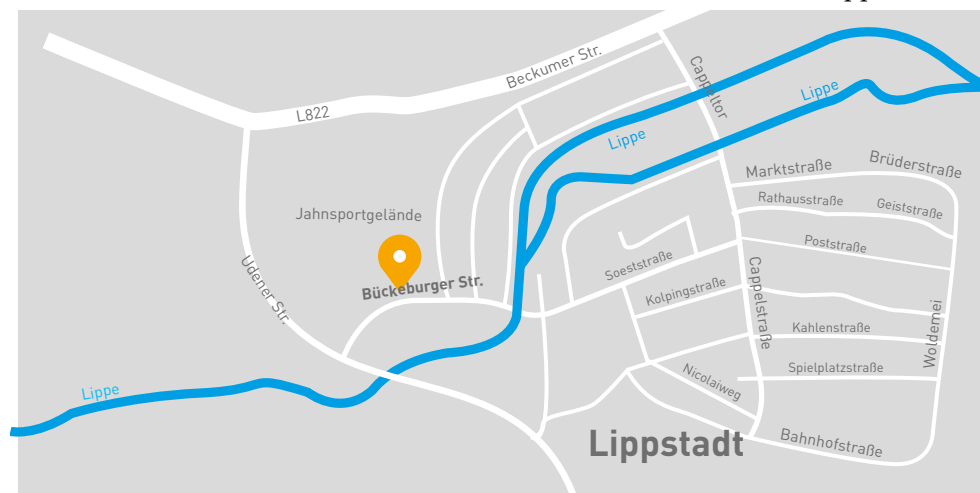 Beckumer Str.
L822
Cappeltor
Lippe
Lippe
Marktstraße
Brüderstraße
Rathausstraße
Geiststraße
Jahnsportgelände
Poststraße
Soeststraße
Udener Str.
Bückeburger Str.
Kolpingstraße
Cappelstraße
Kahlenstraße
Woldemei
Spielplatzstraße
Nicolaiweg
Lippe
Lippstadt
Bahnhofstraße